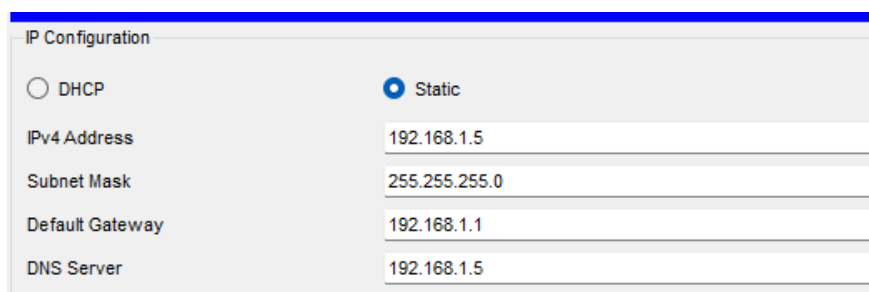 IP Configuration
DHCP Static
IPv4 Address 192.168.1.5
Subnet Mask 255.255.255.0
Default Gateway 192.168.1.1
DNS Server 192.168.1.5